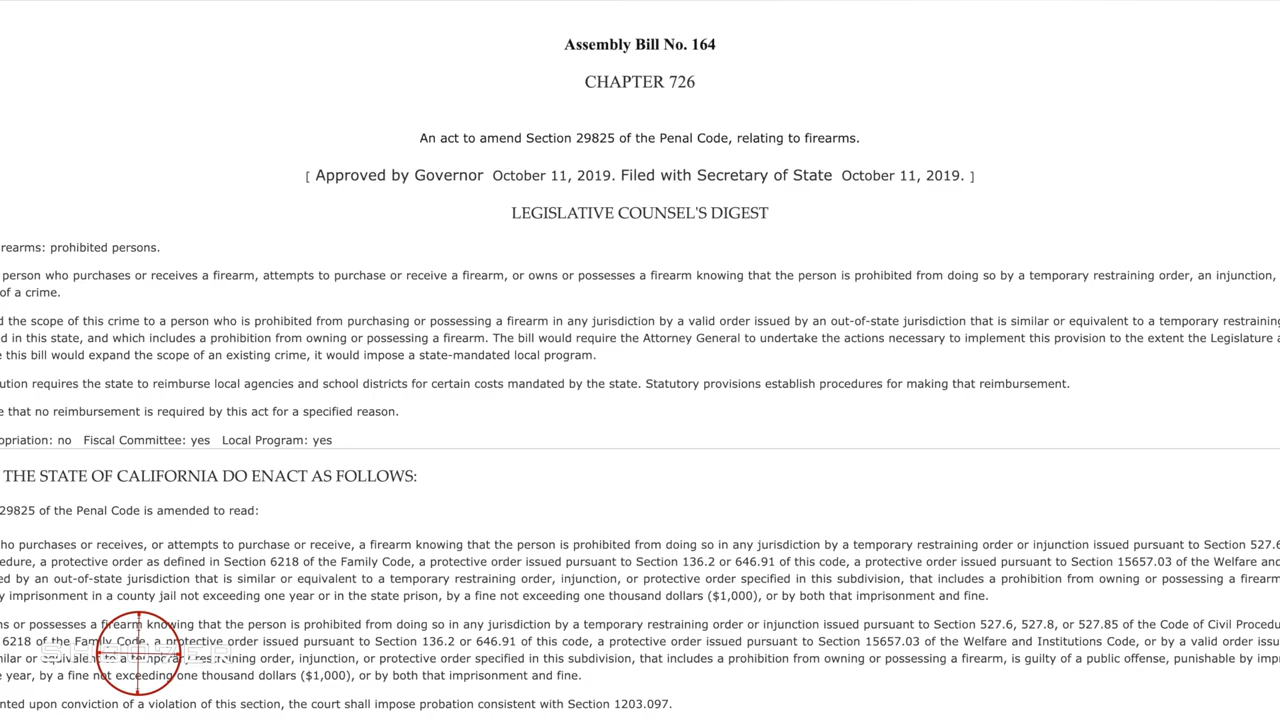 Assembly Bill No. 164
CHAPTER 726
An act to amend Section 29825 of the Penal Code, relating to firearms.
[ Approved by Governor October 11, 2019. Filed with Secretary of State October 11, 2019. ]
LEGISLATIVE COUNSEL'S DIGEST
rearms: prohibited persons.
person who purchases or receives a firearm, attempts to purchase or receive a firearm, or owns or possesses a firearm knowing that the person is prohibited from doing so by a temporary restraining order, an injunction,
of a crime.
d the scope of this crime to a person who is prohibited from purchasing or possessing a firearm in any jurisdiction by a valid order issued by an out-of-state jurisdiction that is similar or equivalent to a temporary restraining
d in this state, and which includes a prohibition from owning or possessing a firearm. The bill would require the Attorney General to undertake the actions necessary to implement this provision to the extent the Legislature a
e this bill would expand the scope of an existing crime, it would impose a state-mandated local program.
ution requires the state to reimburse local agencies and school districts for certain costs mandated by the state. Statutory provisions establish procedures for making that reimbursement.
e that no reimbursement is required by this act for a specified reason.
opriation: no Fiscal Committee: yes Local Program: yes
THE STATE OF CALIFORNIA DO ENACT AS FOLLOWS:
29825 of the Penal Code is amended to read:
ho purchases or receives, or attempts to purchase or receive, a firearm knowing that the person is prohibited from doing so in any jurisdiction by a temporary restraining order or injunction issued pursuant to Section 527.6
edure, a protective order as defined in Section 6218 of the Family Code, a protective order issued pursuant to Section 136.2 or 646.91 of this code, a protective order issued pursuant to Section 15657.03 of the Welfare and
ed by an out-of-state jurisdiction that is similar or equivalent to a temporary restraining order, injunction, or protective order specified in this subdivision, that includes a prohibition from owning or possessing a firearm
y imprisonment in a county jail not exceeding one year or in the state prison, by a fine not exceeding one thousand dollars ($1,000), or by both that imprisonment and fine.
ns or possesses a firearm knowing that the person is prohibited from doing so in any jurisdiction by a temporary restraining order or injunction issued pursuant to Section 527.6, 527.8, or 527.85 of the Code of Civil Procedu
6218 of the Family Code, a protective order issued pursuant to Section 136.2 or 646.91 of this code, a protective order issued pursuant to Section 15657.03 of the Welfare and Institutions Code, or by a valid order issu
milar or equivalent to a temporary restraining order, injunction, or protective order specified in this subdivision, that includes a prohibition from owning or possessing a firearm, is guilty of a public offense, punishable by impr
e year, by a fine not exceeding one thousand dollars ($1,000), or by both that imprisonment and fine.
nted upon conviction of a violation of this section, the court shall impose probation consistent with Section 1203.097.